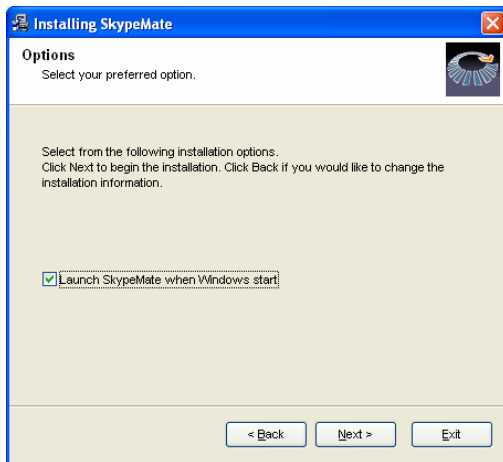 Installing SkypeMate
Options
Select your preferred option.
Select from the following installation options.
Click Next to begin the installation. Click Back if you would like to change the
installation information.
Launch SkypeMate when Windows start
< Back
Next >
Exit